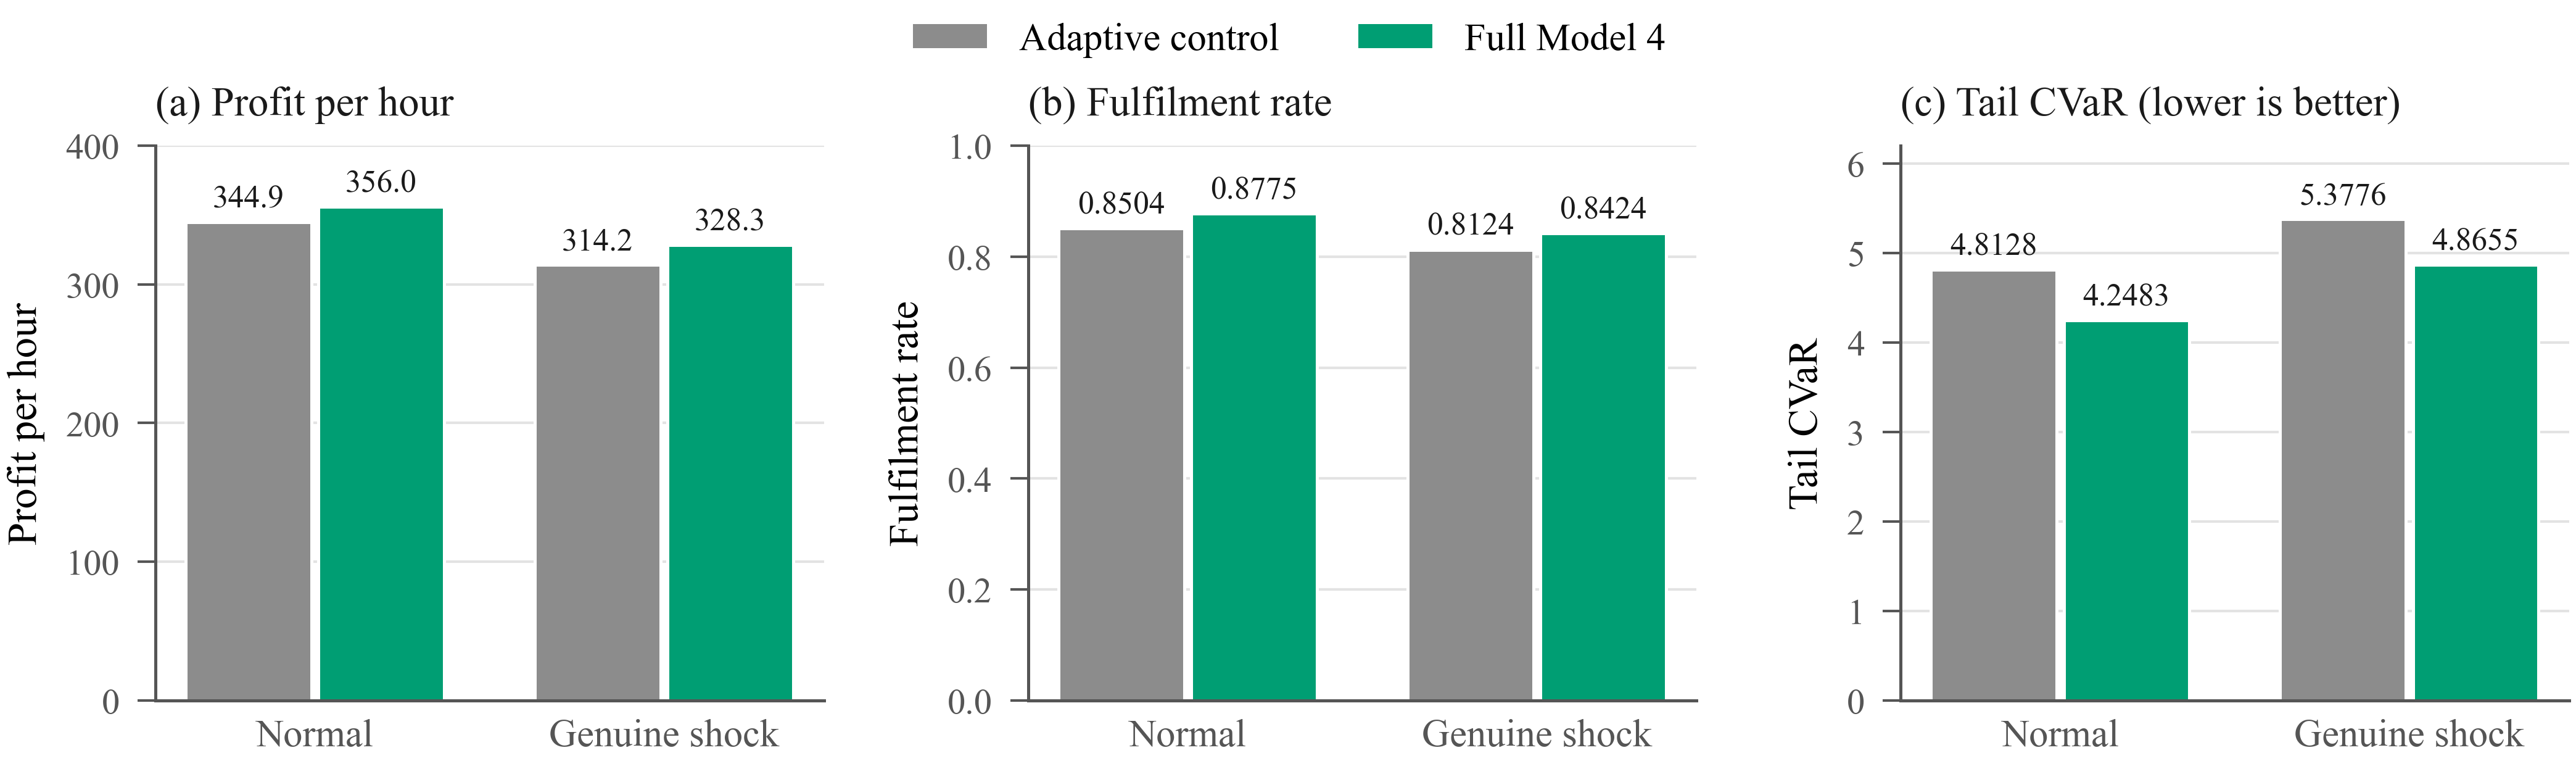 Adaptive control
Full Model 4
(a) Profit per hour
400
300
200
100
0
Profit per hour
344.9
356.0
314.2
328.3
Normal
Genuine shock
(b) Fulfilment rate
1.0
0.8
0.6
0.4
0.2
0.0
Fulfilment rate
0.8504
0.8775
0.8124
0.8424
Normal
Genuine shock
(c) Tail CVaR (lower is better)
6
5
4
3
2
1
0
Tail CVaR
4.8128
4.2483
5.3776
4.8655
Normal
Genuine shock